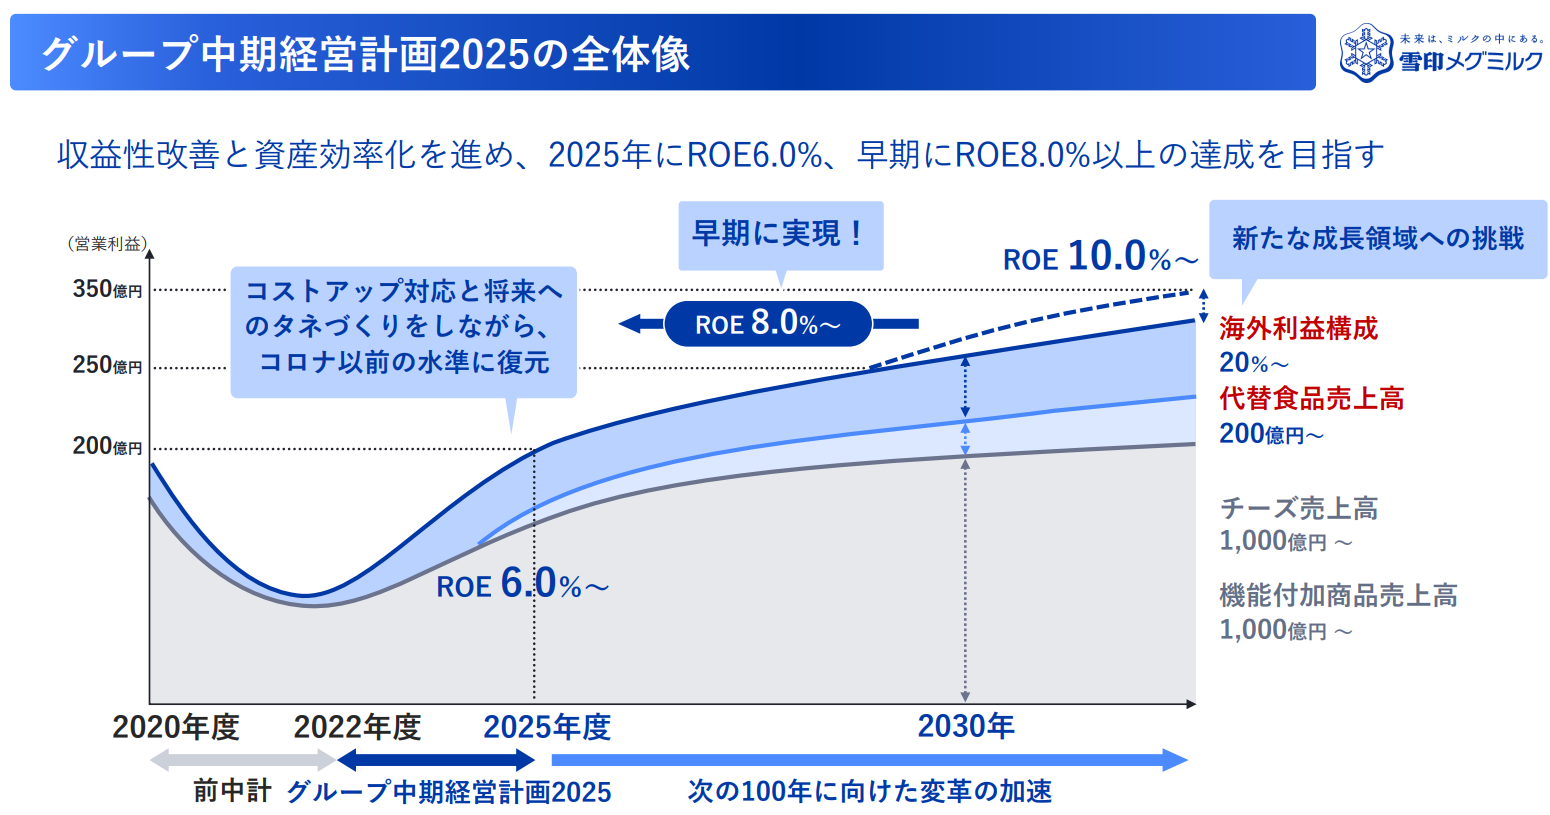 グループ中期経営計画2025の全体像
未来は、ミルクの中にある。
雪印メグミルク
収益性改善と資産効率化を進め、2025年にROE6.0%、早期にROE8.0%以上の達成を目指す
(営業利益)
350億円
250億円
200億円
コストアップ対応と将来へ
のタネづくりをしながら、
コロナ以前の水準に復元
早期に実現！
ROE 8.0%～
ROE 10.0%～
新たな成長領域への挑戦
海外利益構成
20%～
代替食品売上高
200億円～
チーズ売上高
1,000億円 ～
機能付加商品売上高
1,000億円 ～
ROE 6.0%～
2020年度
2022年度
2025年度
2030年
前中計
グループ中期経営計画2025
次の100年に向けた変革の加速